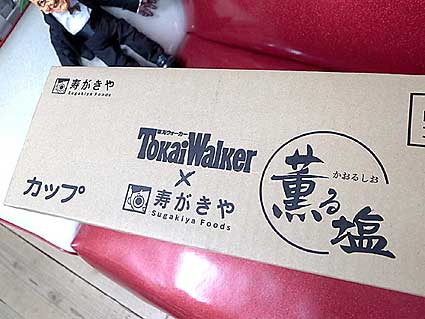 寿がきや
Sugakiya Foods
東海ウォーカー
TokaiWalker
×
カップ
寿がきや
Sugakiya Foods
かおるしお
薫る塩